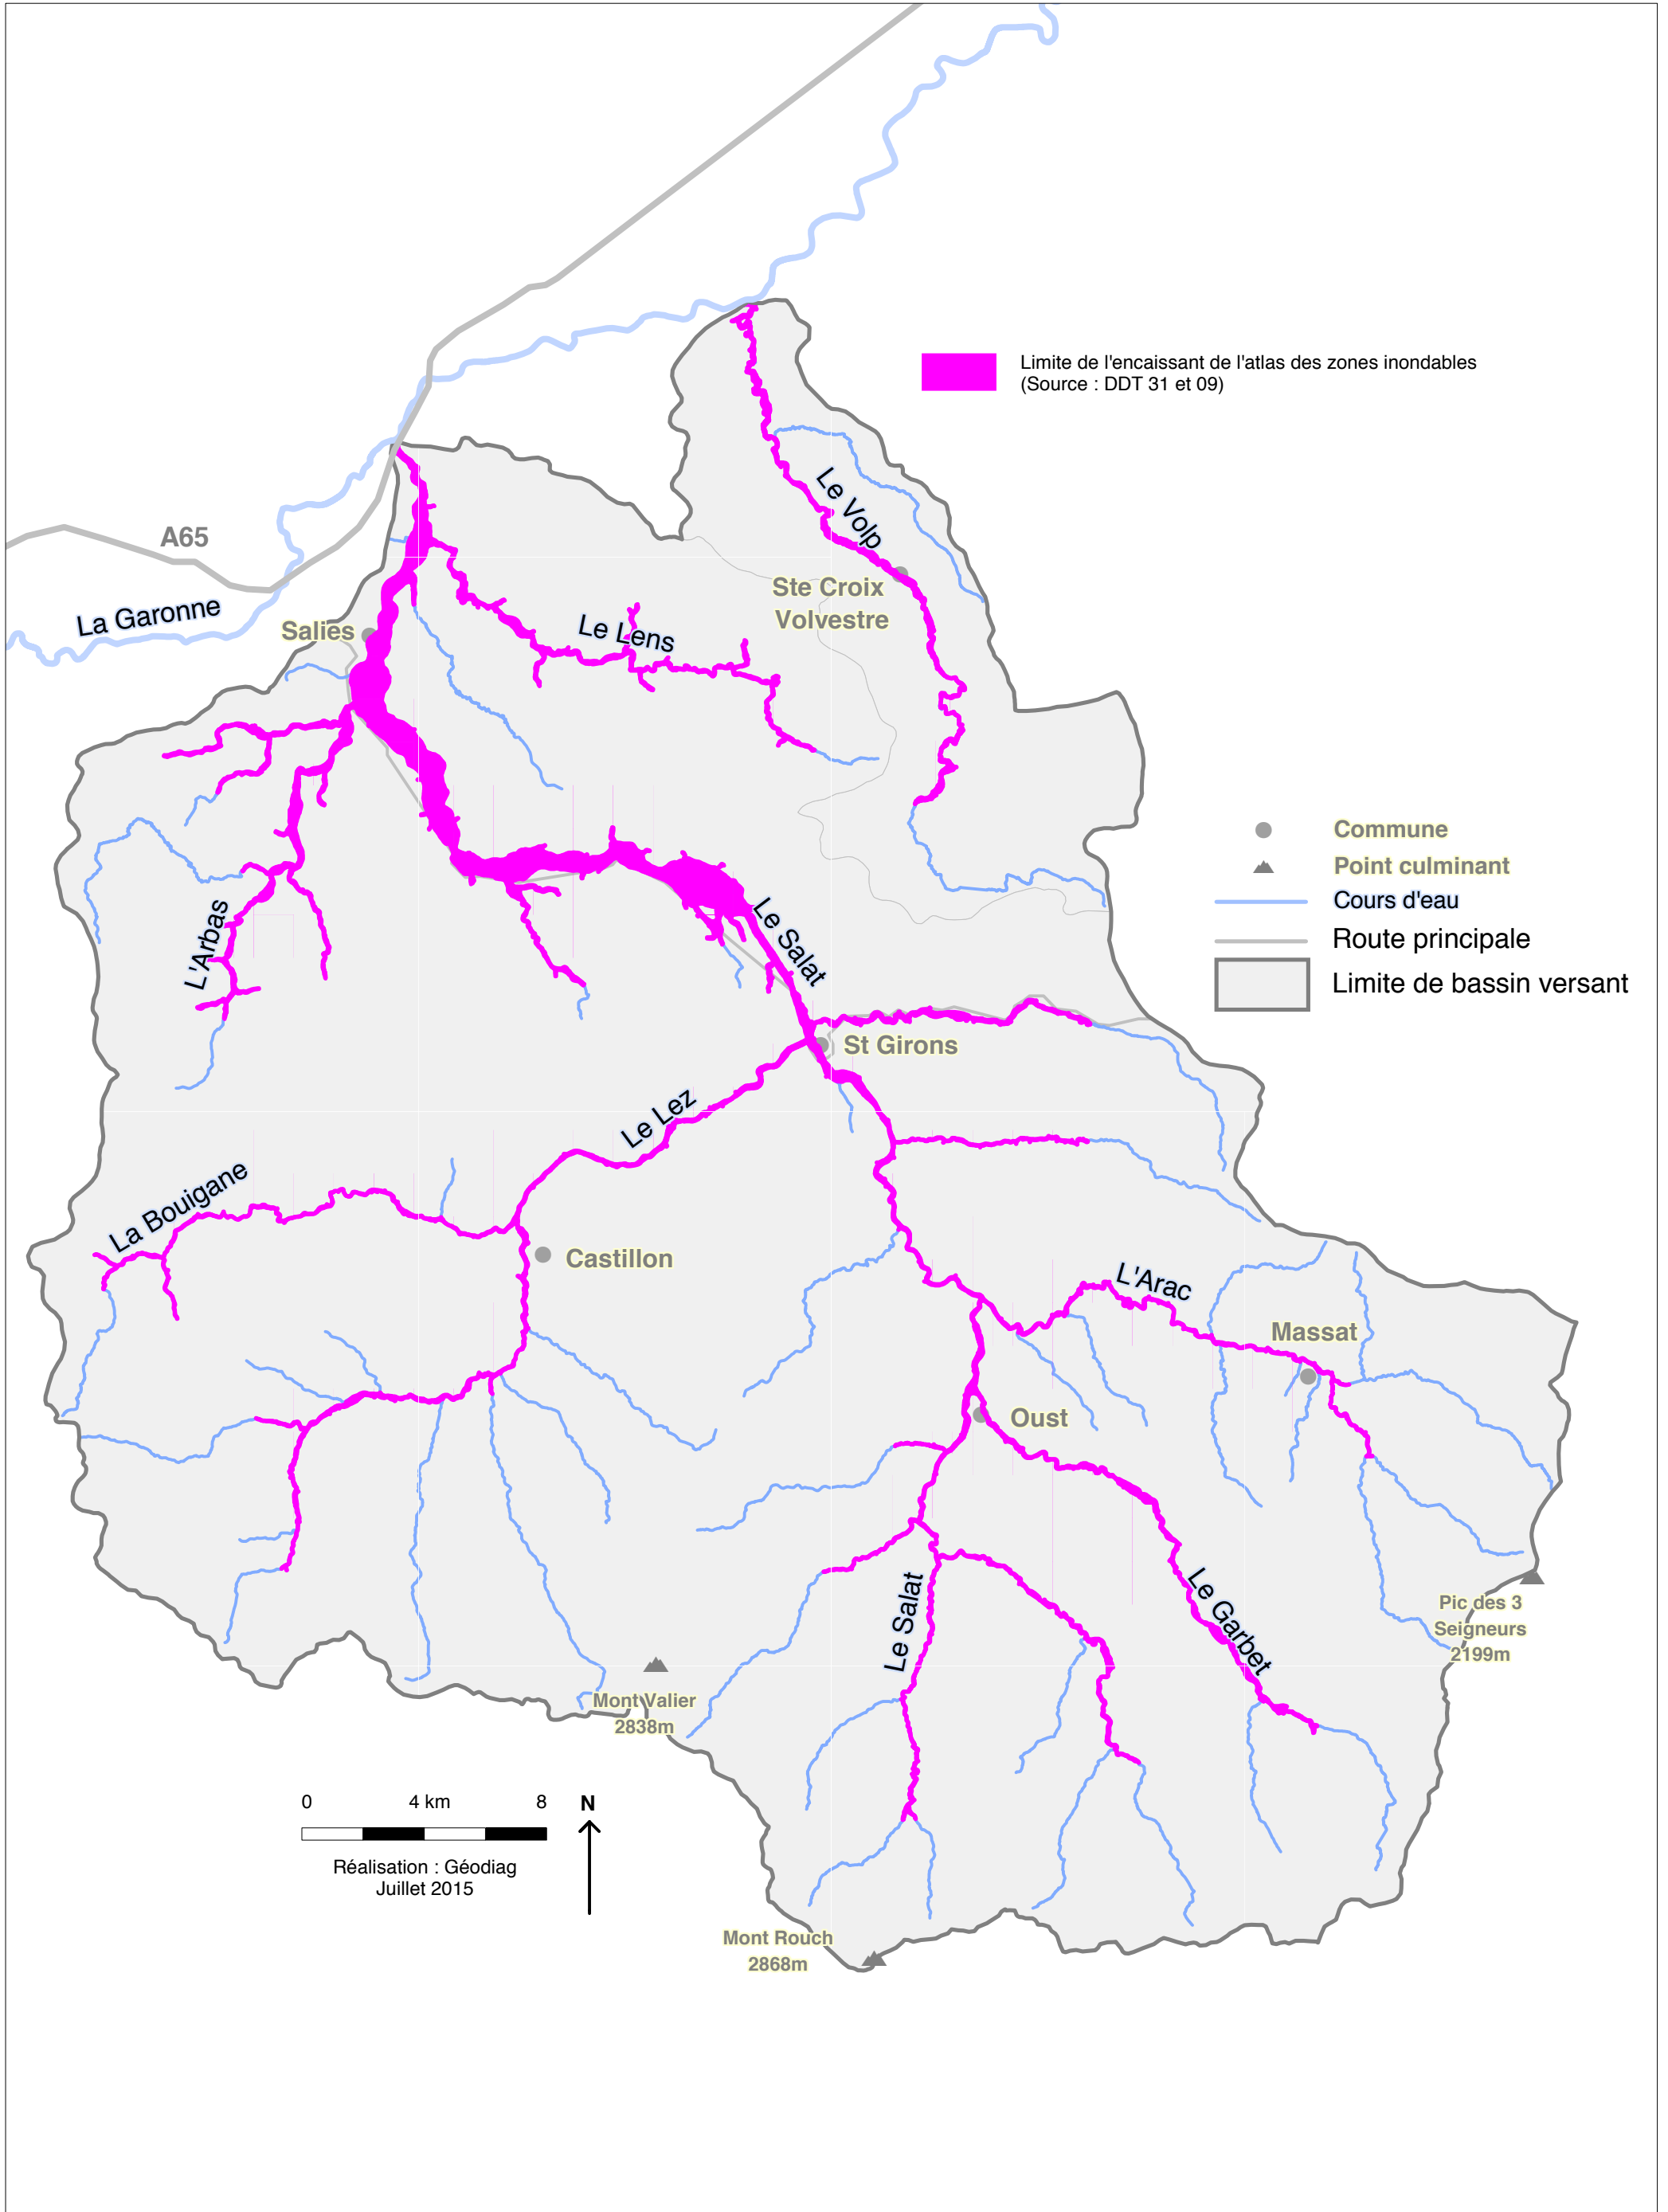 Limite de l'encaissant de l'atlas des zones inondables
(Source : DDT 31 et 09)
A65
La Garonne
Salies
Le Lens
Le Volp
Ste Croix
Volvestre
Commune
Point culminant
Cours d'eau
Route principale
Limite de bassin versant
L'Arbas
Le Salat
St Girons
Le Lez
La Bouigane
Castillon
L'Arac
Massat
Oust
Le Salat
Le Garbet
Pic des 3
Seigneurs
2199m
Mont Valier
2838m
0 4 km 8
N
Réalisation : Géodiag
Juillet 2015
Mont Rouch
2868m